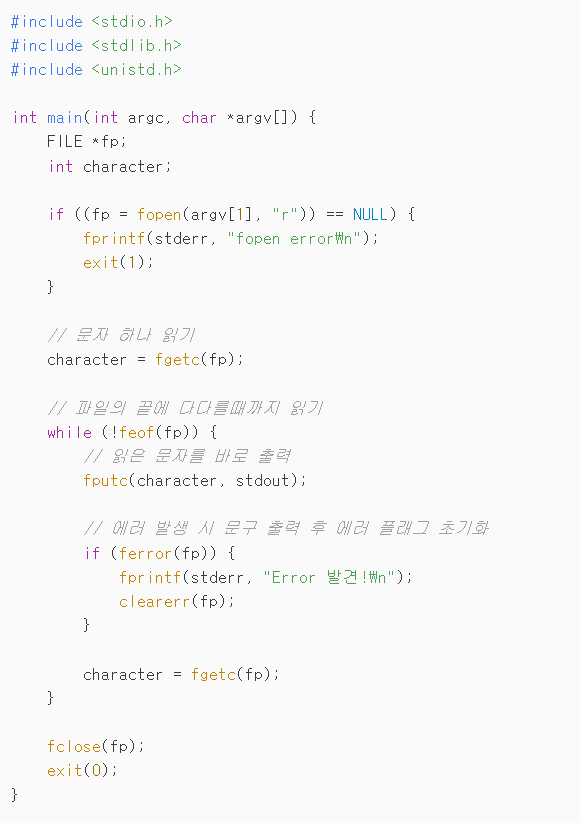 #include <stdio.h>
#include <stdlib.h>
#include <unistd.h>

int main(int argc, char *argv[]) {
    FILE *fp;
    int character;

    if ((fp = fopen(argv[1], "r")) == NULL) {
        fprintf(stderr, "fopen error₩n");
        exit(1);
    }

    // 문자 하나 읽기
    character = fgetc(fp);

    // 파일의 끝에 다다를때까지 읽기
    while (!feof(fp)) {
        // 읽은 문자를 바로 출력
        fputc(character, stdout);

        // 에러 발생 시 문구 출력 후 에러 플래그 초기화
        if (ferror(fp)) {
            fprintf(stderr, "Error 발견!₩n");
            clearerr(fp);
        }

        character = fgetc(fp);
    }

    fclose(fp);
    exit(0);
}